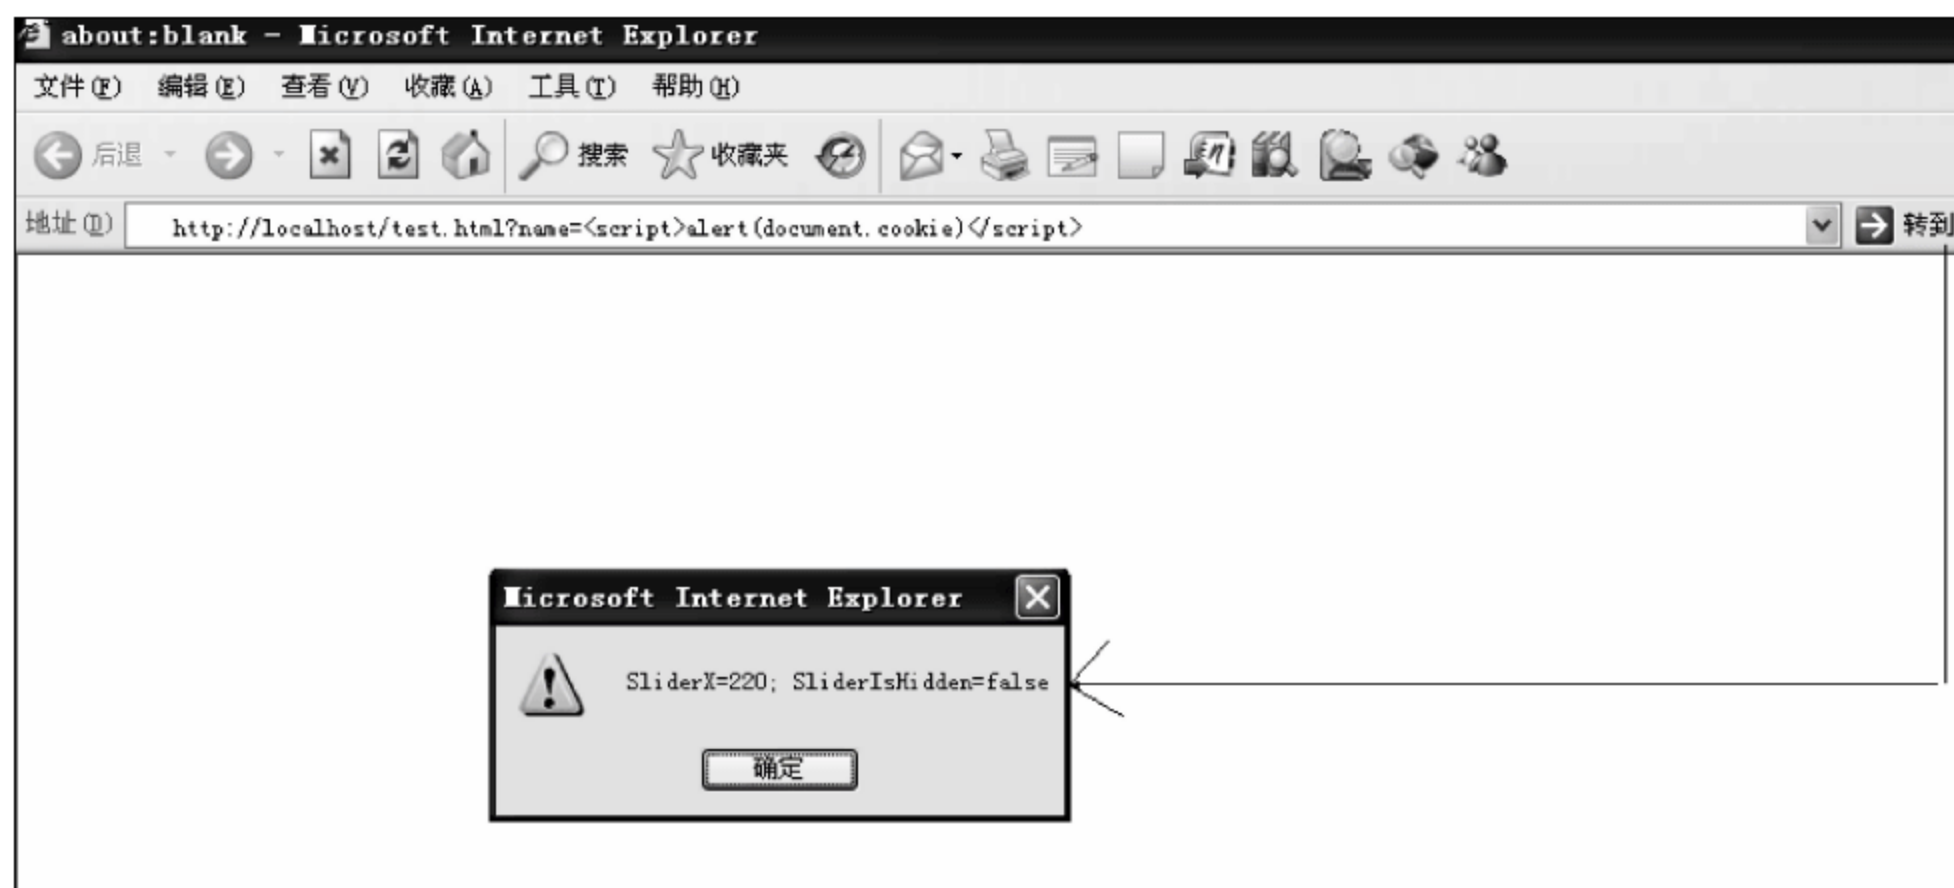 about:blank - Microsoft Internet Explorer
文件(F) 编辑(E) 查看(V) 收藏(A) 工具(T) 帮助(H)
后退 搜索 收藏夹
地址(D) http://localhost/test.html?name=<script>alert(document.cookie)</script> 转到
Microsoft Internet Explorer
SliderX=220; SliderIsHidden=false
确定